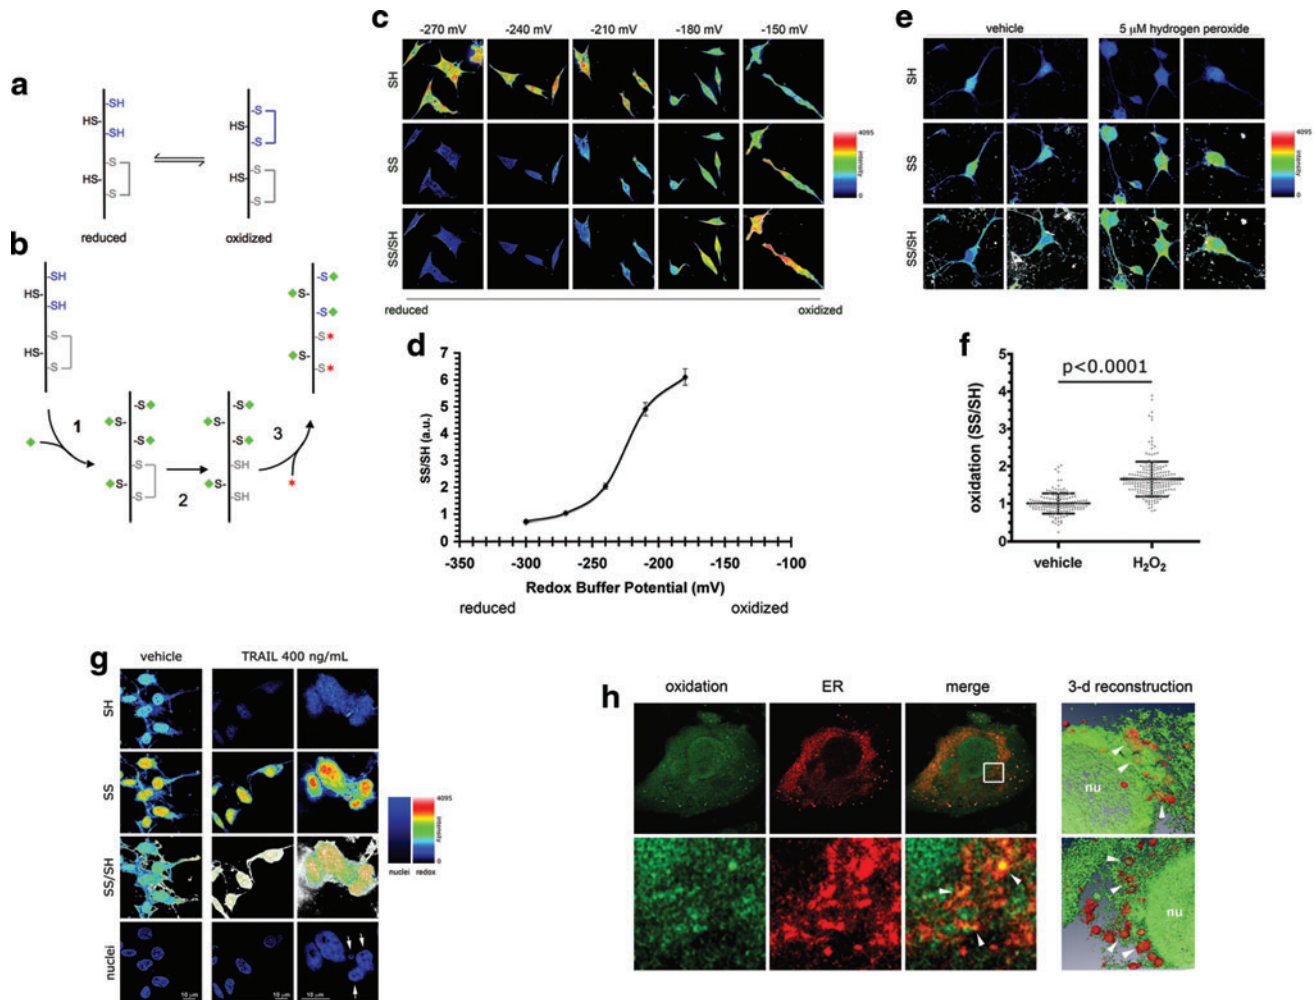 a
-SH
HS-
-SH
-S
HS-
-S
reduced
-S
HS-
-S
-S
HS-
-S
oxidized
b
-SH
HS-
-SH
-S
HS-
-S
1
-S
S-
-S
-S
S-
-S
2
-S
S-
-S
-SH
S-
-SH
3
-S
S-
-S
-S*
S-
-S*
*
c
-270 mV
-240 mV
-210 mV
-180 mV
-150 mV
SH
SS
SS/SH
4095
intensity
0
reduced
oxidized
d
SS/SH (a.u.)
7
6
5
4
3
2
1
0
-350
-300
-250
-200
-150
-100
Redox Buffer Potential (mV)
reduced
oxidized
e
vehicle
5 μM hydrogen peroxide
SH
SS
SS/SH
4095
intensity
0
f
p<0.0001
oxidation (SS/SH)
5
4
3
2
1
0
vehicle
H₂O₂
g
vehicle
TRAIL 400 ng/mL
SH
SS
SS/SH
nuclei
4095
intensity
0
nuclei
redox
10 μm
10 μm
10 μm
h
oxidation
ER
merge
3-d reconstruction
nu
nu